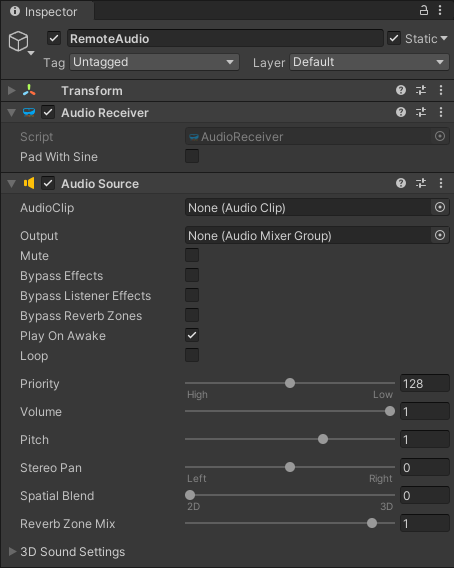 Inspector
RemoteAudio Static
Tag Untagged Layer Default
Transform
Audio Receiver
Script AudioReceiver
Pad With Sine
Audio Source
AudioClip None (Audio Clip)
Output None (Audio Mixer Group)
Mute
Bypass Effects
Bypass Listener Effects
Bypass Reverb Zones
Play On Awake
Loop
Priority 128
High Low
Volume 1
Pitch 1
Stereo Pan 0
Left Right
Spatial Blend 0
2D 3D
Reverb Zone Mix 1
3D Sound Settings